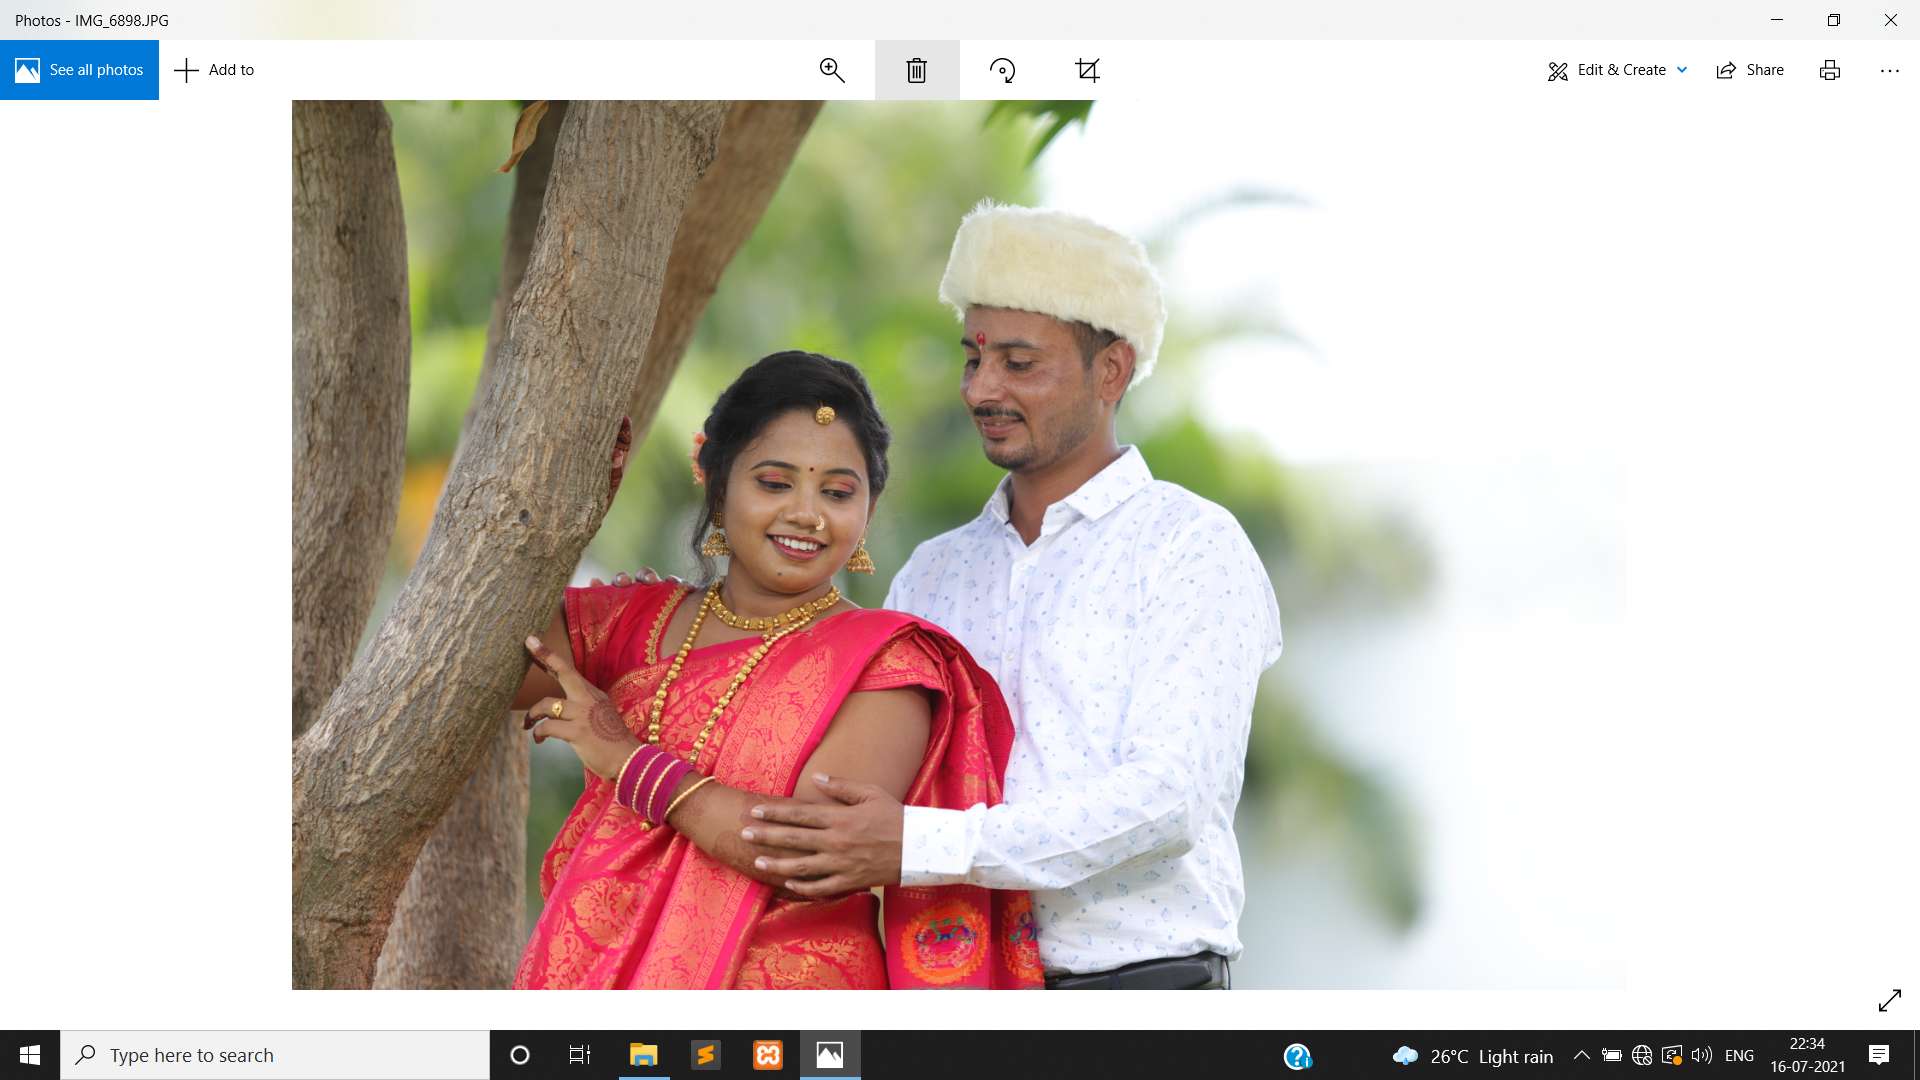 Photos - IMG_6898.JPG
See all photos
Add to
Edit & Create
Share
Type here to search
26°C Light rain
ENG
22:34
16-07-2021